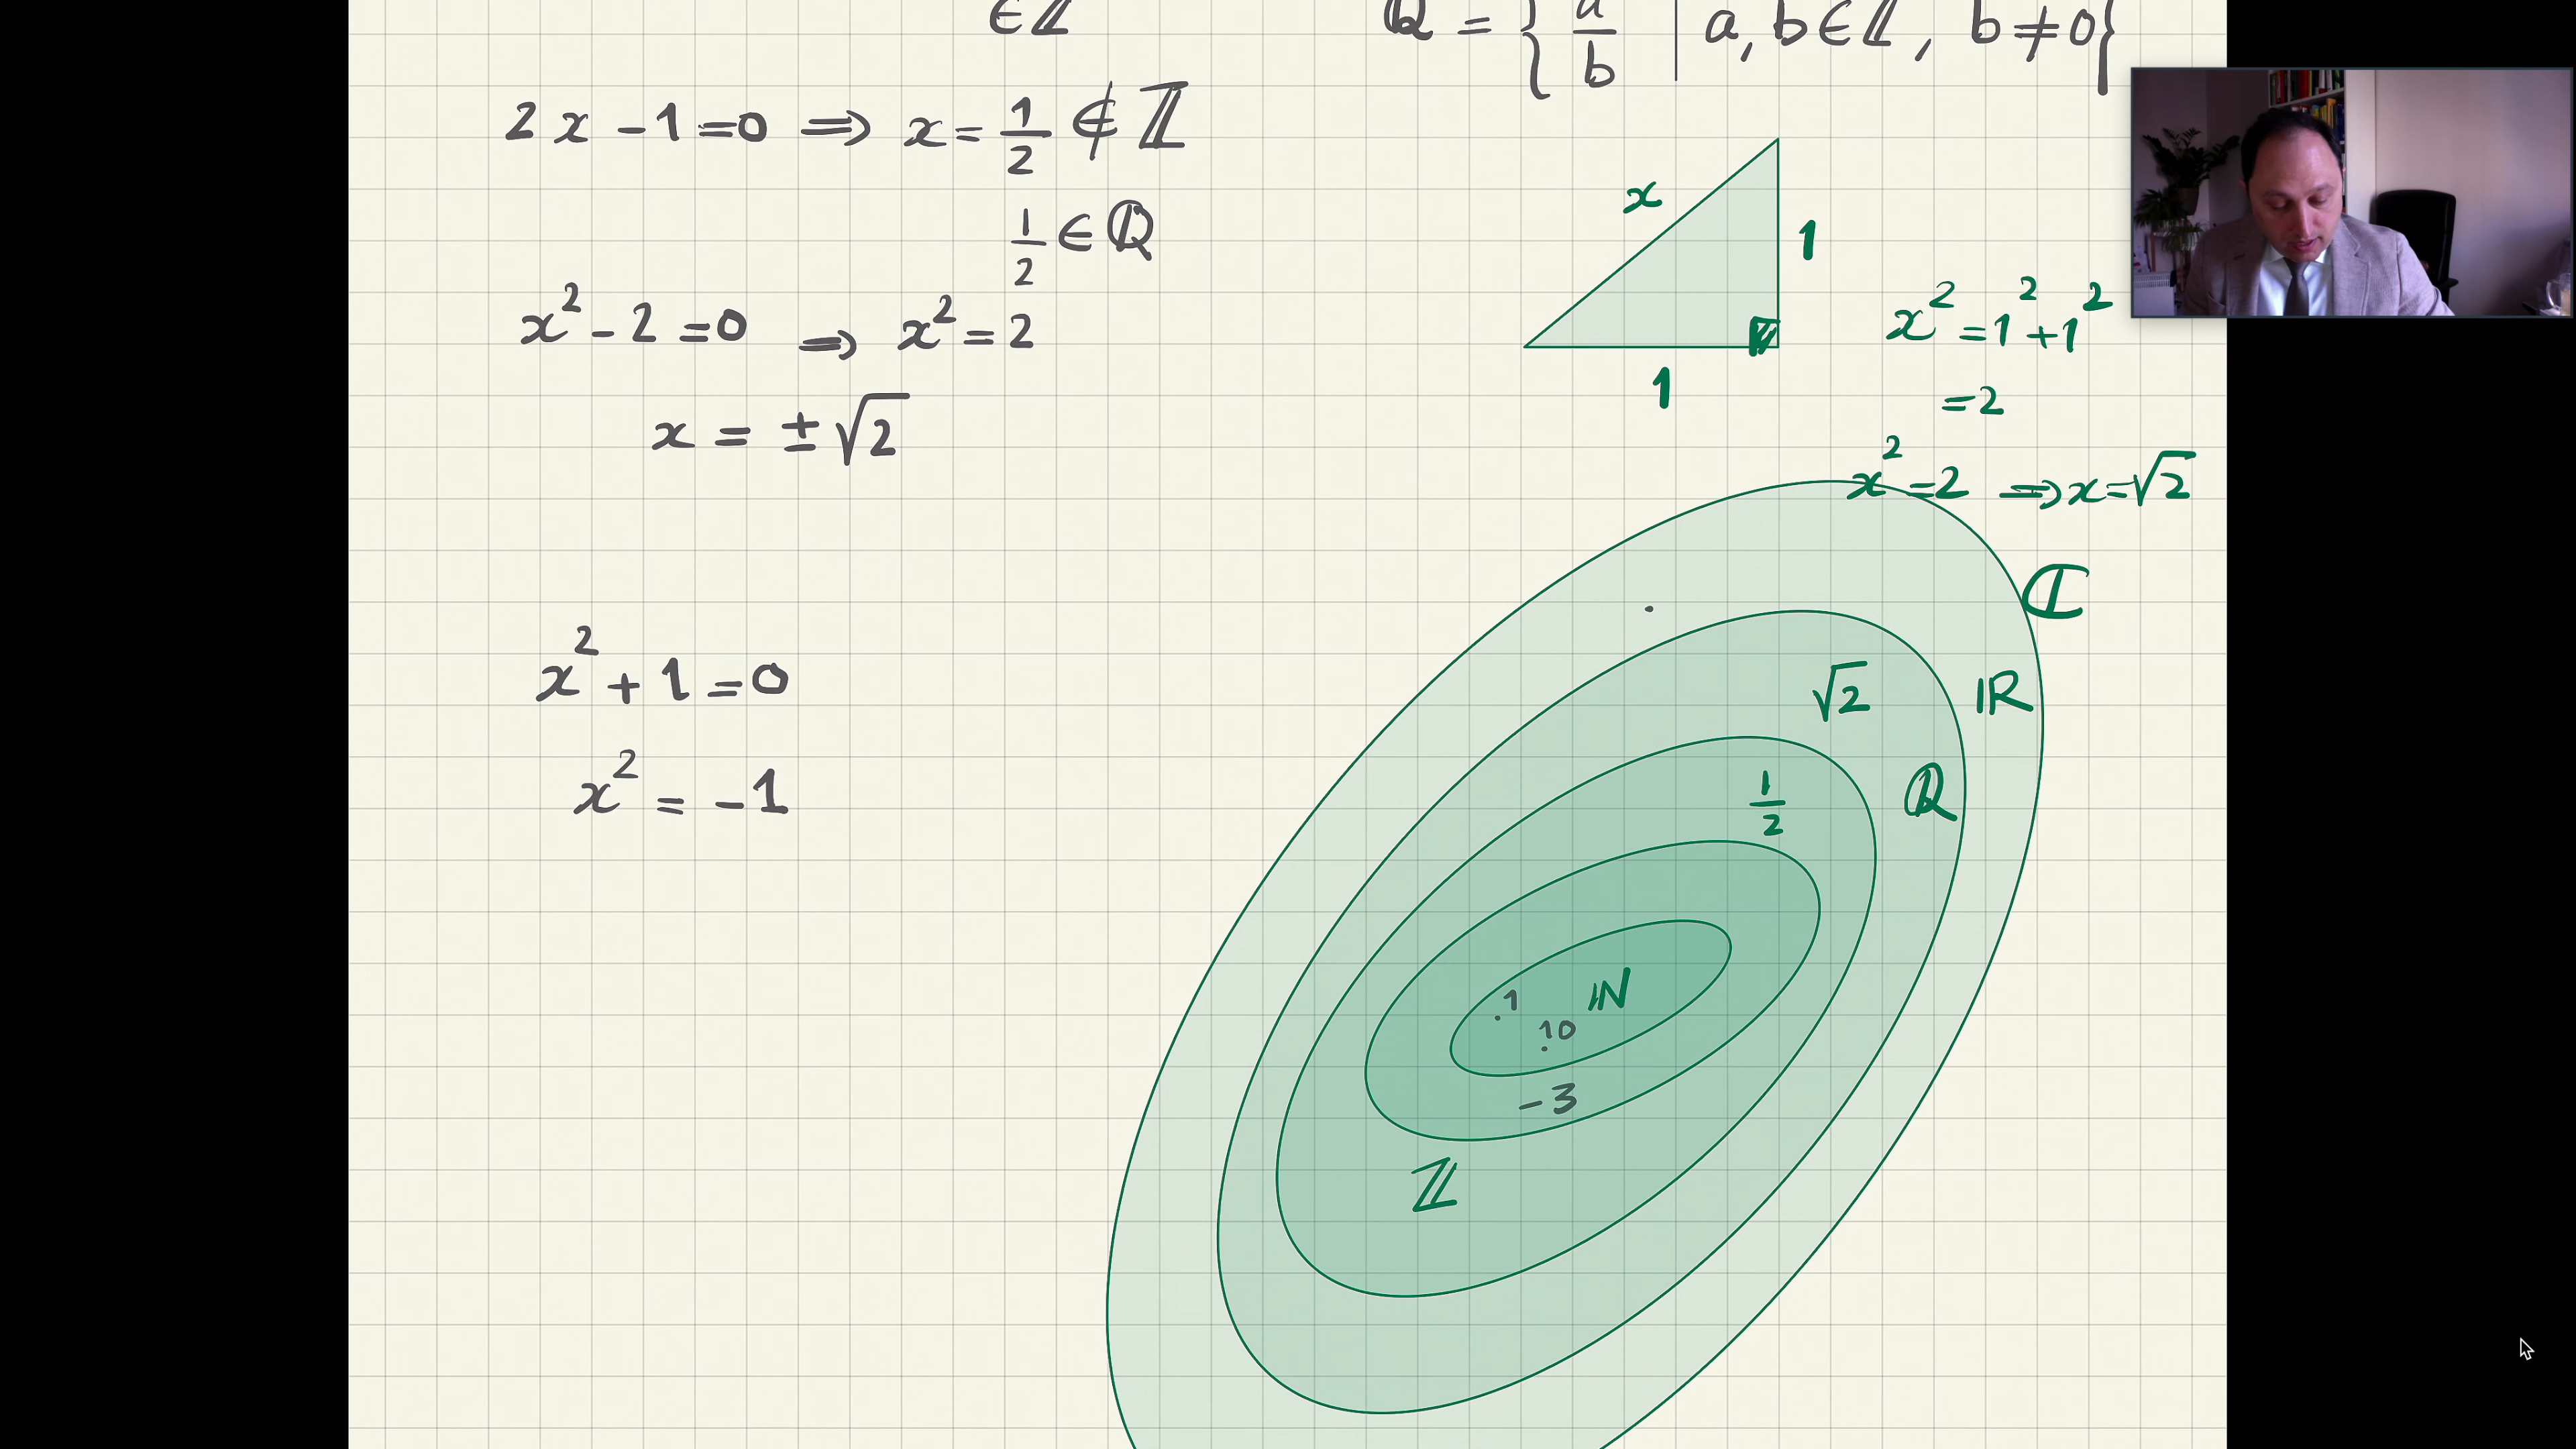 ∈ℤ
ℚ = { a/b | a, b∈ℤ, b≠0}
2x - 1 = 0 ⇒ x = 1/2 ∉ ℤ
1/2 ∈ ℚ
x² - 2 = 0 ⇒ x² = 2
x = ±√2
x² + 1 = 0
x² = -1
x
1
1
x² = 1² + 1²
= 2
x² = 2 ⇒ x = √2
ℂ
√2
ℝ
1/2
ℚ
.1
ℕ
.10
-3
ℤ